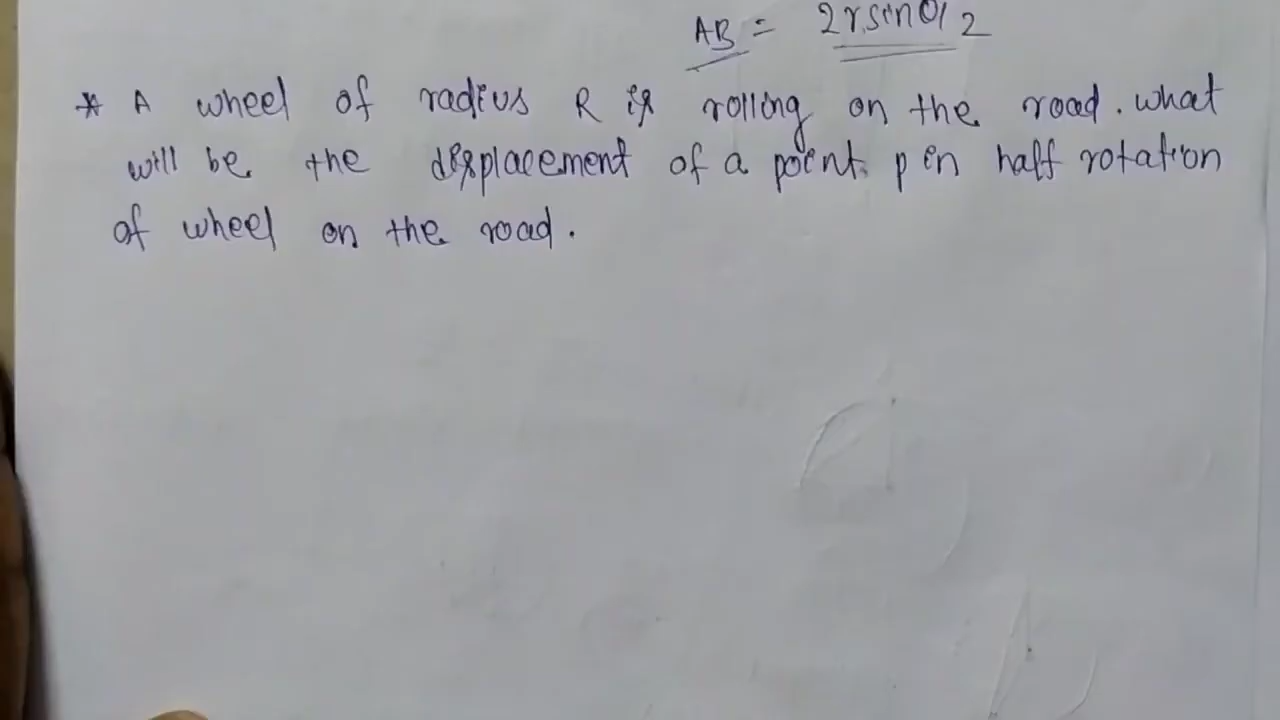 AB = 2r sin θ/2
* A wheel of radius R is rolling on the road. what
will be the displacement of a point p in half rotation
of wheel on the road.